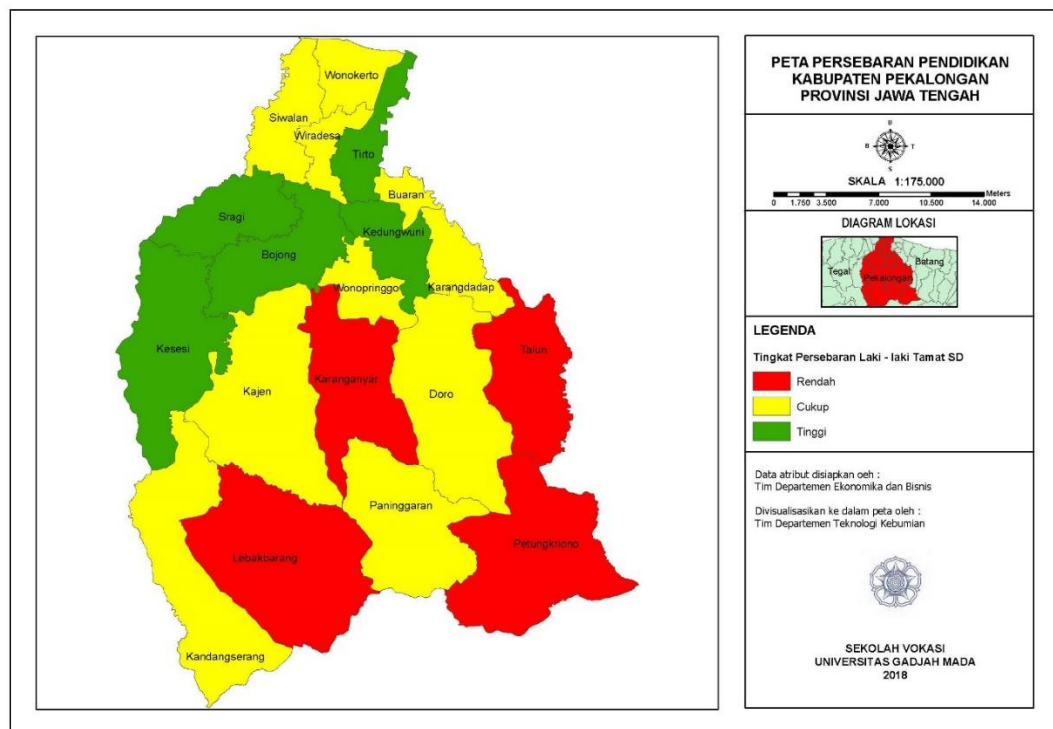 Wonokerto
Siwalan
Wiradesa
Tirto
Buaran
Sragi
Kedungwuni
Bojong
Wonopringgo
Karangdadap
Kesesi
Talun
Karanganyar
Kajen
Doro
Paninggaran
Lebakbarang
Petungkriono
Kandangserang
PETA PERSEBARAN PENDIDIKAN
KABUPATEN PEKALONGAN
PROVINSI JAWA TENGAH
U
B T
S
SKALA 1:175.000
Meters
0 1.750 3.500 7.000 10.500 14.000
DIAGRAM LOKASI
Tegal
Pekalongan
Batang
LEGENDA
Tingkat Persebaran Laki - laki Tamat SD
Rendah
Cukup
Tinggi
Data atribut disiapkan oeh :
Tim Departemen Ekonomika dan Bisnis
Divisualsasikan ke dalam peta oleh :
Tim Departemen Teknologi Kebumian
SEKOLAH VOKASI
UNIVERSITAS GADJAH MADA
2018